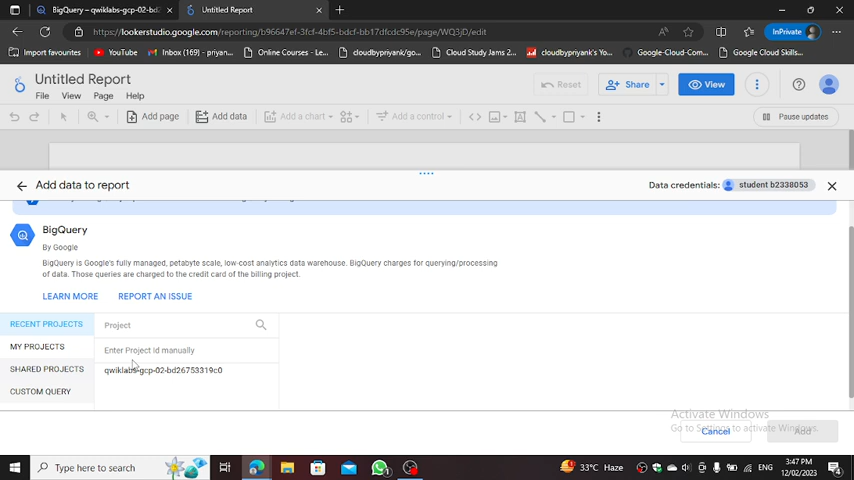 BigQuery – qwiklabs-gcp-02-bd2
Untitled Report
https://lookerstudio.google.com/reporting/b96647ef-3fcf-4bf5-bdcf-bb17dfcdc95e/page/WQ3jD/edit
InPrivate
Import favourites
YouTube
Inbox (169) - priyan...
Online Courses - Le...
cloudbypriyank/go...
Cloud Study Jams 2...
cloudbypriyank's Yo...
Google-Cloud-Com...
Google Cloud Skills...
Untitled Report
File View Page Help
Reset
Share
View
Add page
Add data
Add a chart
Add a control
Pause updates
Add data to report
Data credentials: student b2338053
BigQuery
By Google
BigQuery is Google's fully managed, petabyte scale, low-cost analytics data warehouse. BigQuery charges for querying/processing
of data. Those queries are charged to the credit card of the billing project.
LEARN MORE REPORT AN ISSUE
RECENT PROJECTS
MY PROJECTS
SHARED PROJECTS
CUSTOM QUERY
Project
Enter Project id manually
qwiklabs-gcp-02-bd26753319c0
Activate Windows
Go to Settings to activate Windows.
Cancel
Add
Type here to search
33°C Haze
ENG
3:47 PM
12/02/2023